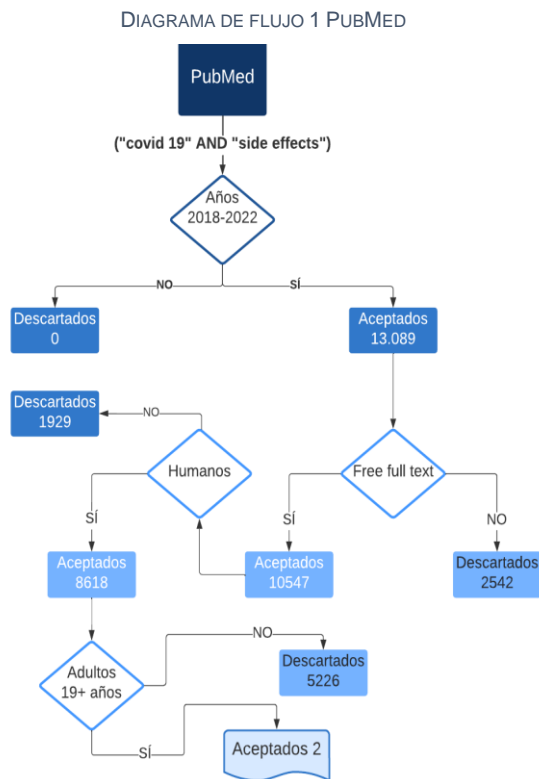 DIAGRAMA DE FLUJO 1 PUBMED
PubMed
("covid 19" AND "side effects")
Años
2018-2022
NO
SÍ
Descartados
0
Aceptados
13.089
Descartados
1929
NO
Humanos
Free full text
SÍ
SÍ
NO
Aceptados
8618
Aceptados
10547
Descartados
2542
Adultos
19+ años
NO
Descartados
5226
SÍ
Aceptados 2